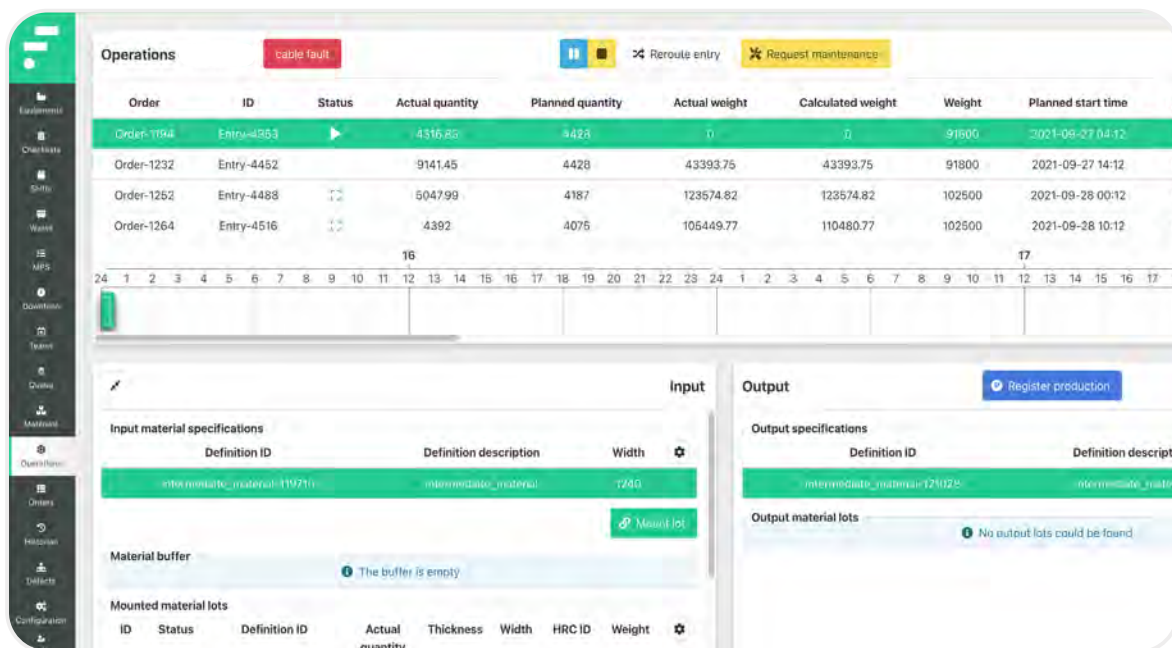 Operations
cable fault
Reroute entry
Request maintenance
Order ID Status Actual quantity Planned quantity Actual weight Calculated weight Weight Planned start time
Order-1194 Entry-4353 4316.85 4428 0 0 91800 2021-09-27 04:12
Order-1232 Entry-4452 9141.45 4428 43393.75 43393.75 91800 2021-09-27 14:12
Order-1252 Entry-4488 5047.99 4187 123574.82 123574.82 102500 2021-09-28 00:12
Order-1264 Entry-4516 4392 4075 105449.77 110480.77 102500 2021-09-28 10:12
16 17
24 1 2 3 4 5 6 7 8 9 10 11 12 13 14 15 16 17 18 19 20 21 22 23 24 1 2 3 4 5 6 7 8 9 10 11 12 13 14 15 16 17
Equipments
Checklists
Shifts
Waste
MPS
Downtimes
Teams
Queue
Materials
Operations
Orders
Historian
Defects
Configuration
Input
Input material specifications
Definition ID Definition description Width
intermediate_material 1240
Mount lot
Material buffer
The buffer is empty
Mounted material lots
ID Status Definition ID Actual quantity Thickness Width HRC ID Weight
Output
Register production
Output specifications
Definition ID Definition descript
Output material lots
No output lots could be found